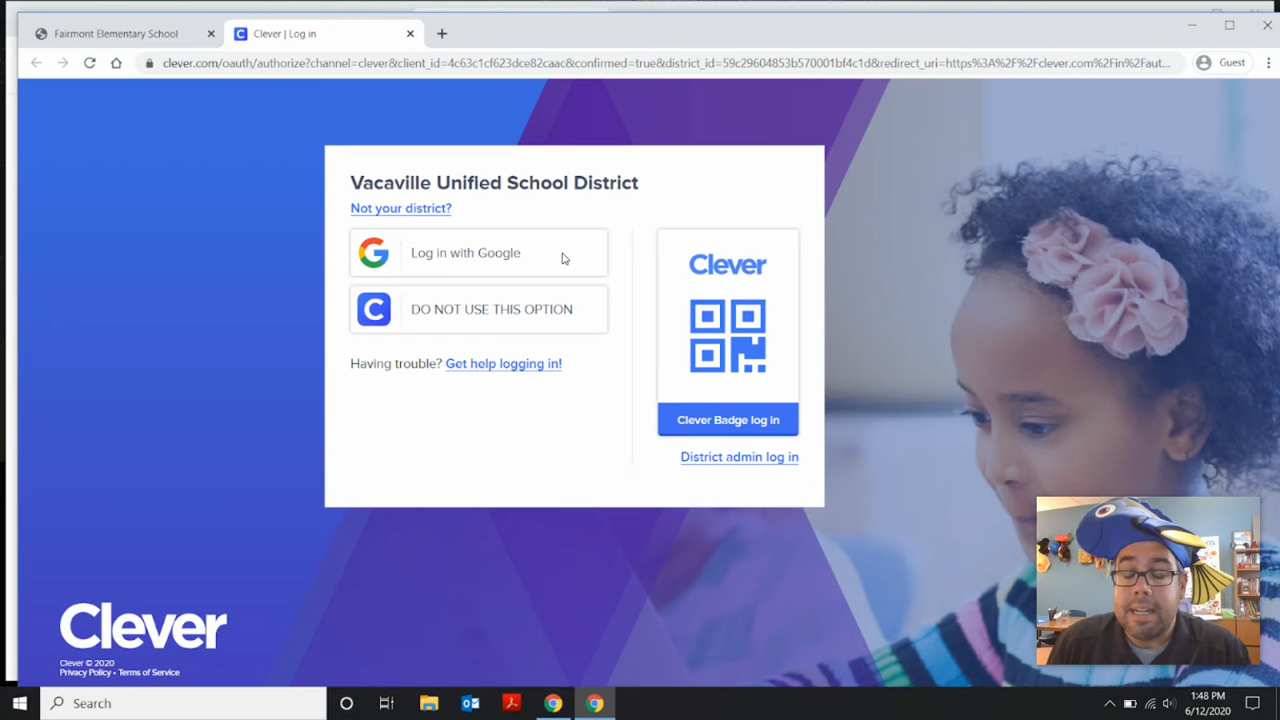 Fairmont Elementary School
Clever | Log in
clever.com/oauth/authorize?channel=clever&client_id=4c63c1cf623dce82caac&confirmed=true&district_id=59c29604853b570001bf4c1d&redirect_uri=https%3A%2F%2Fclever.com%2Fin%2Faut...
Guest
Vacaville Unified School District
Not your district?
Log in with Google
DO NOT USE THIS OPTION
Having trouble? Get help logging in!
Clever
Clever Badge log in
District admin log in
Clever
Clever © 2020
Privacy Policy • Terms of Service
Search
1:48 PM
6/12/2020